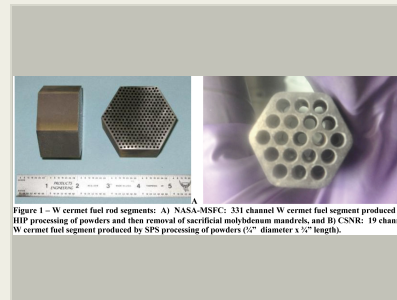 PRODUCTS
ENGINEERING
1 2 3 4 5
A
Figure 1 – W cermet fuel rod segments: A) NASA-MSFC: 331 channel W cermet fuel segment produced
HIP processing of powders and then removal of sacrificial molybdenum mandrels, and B) CSNR: 19 chan
W cermet fuel segment produced by SPS processing of powders (¾” diameter x ¾” length).